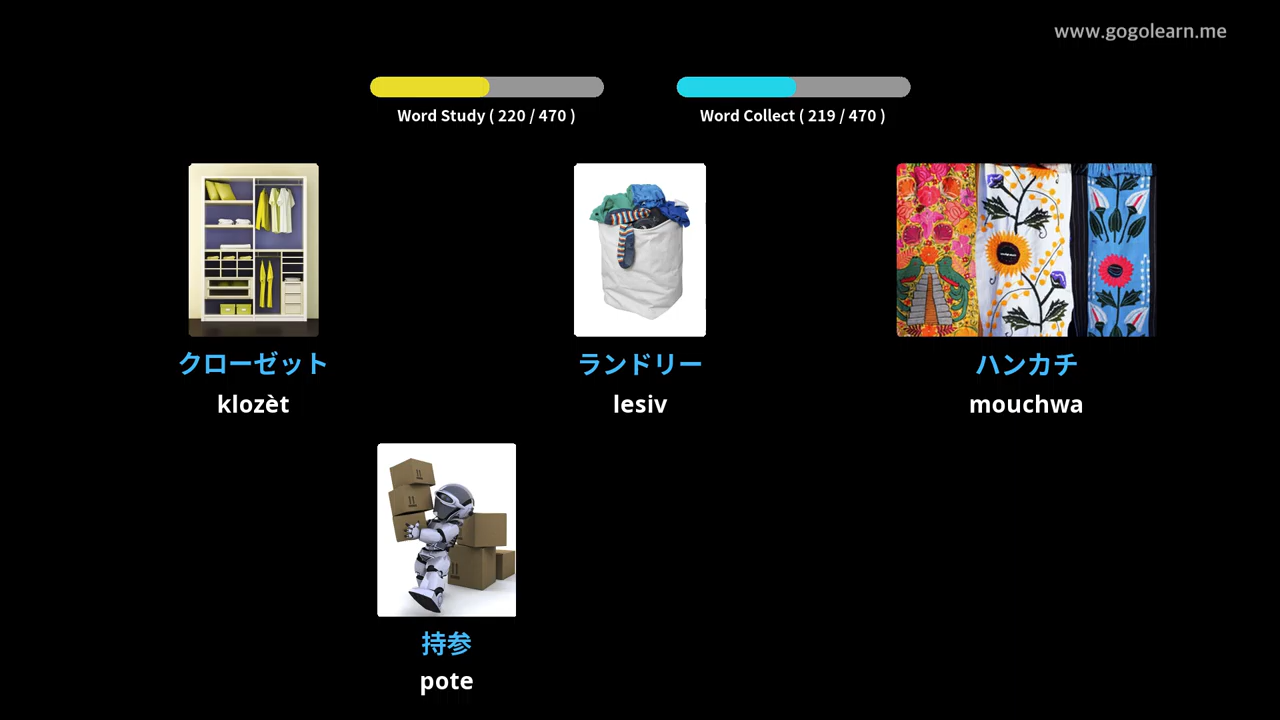 www.gogolearn.me
Word Study ( 220 / 470 )
Word Collect ( 219 / 470 )
クローゼット
ランドリー
ハンカチ
klozèt
lesiv
mouchwa
持参
pote